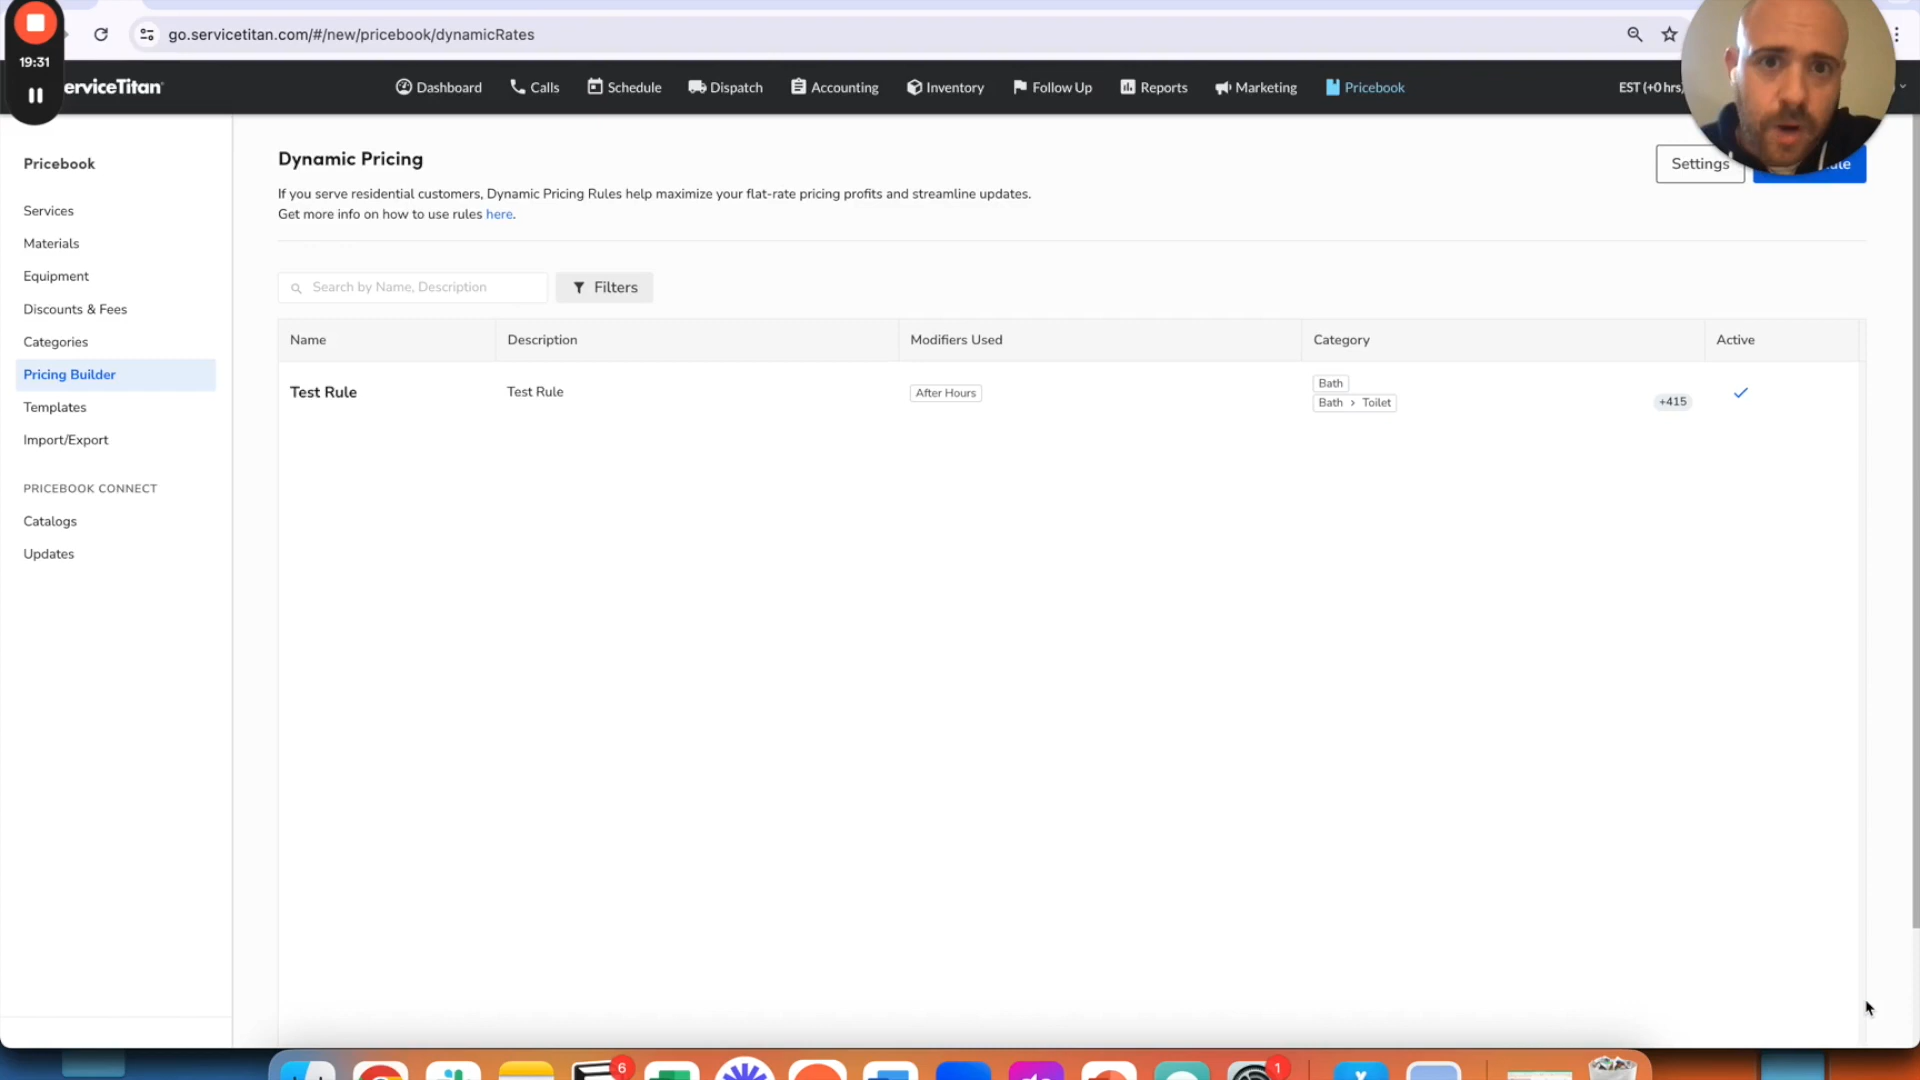 19:31
go.servicetitan.com/#/new/pricebook/dynamicRates
erviceTitan
Dashboard Calls Schedule Dispatch Accounting Inventory Follow Up Reports Marketing Pricebook
EST (+0 hrs)
Pricebook
Services
Materials
Equipment
Discounts & Fees
Categories
Pricing Builder
Templates
Import/Export
PRICEBOOK CONNECT
Catalogs
Updates
Dynamic Pricing
Settings
If you serve residential customers, Dynamic Pricing Rules help maximize your flat-rate pricing profits and streamline updates.
Get more info on how to use rules here.
Search by Name, Description Filters
Name Description Modifiers Used Category Active
Test Rule Test Rule After Hours Bath
Bath > Toilet +415
6
1